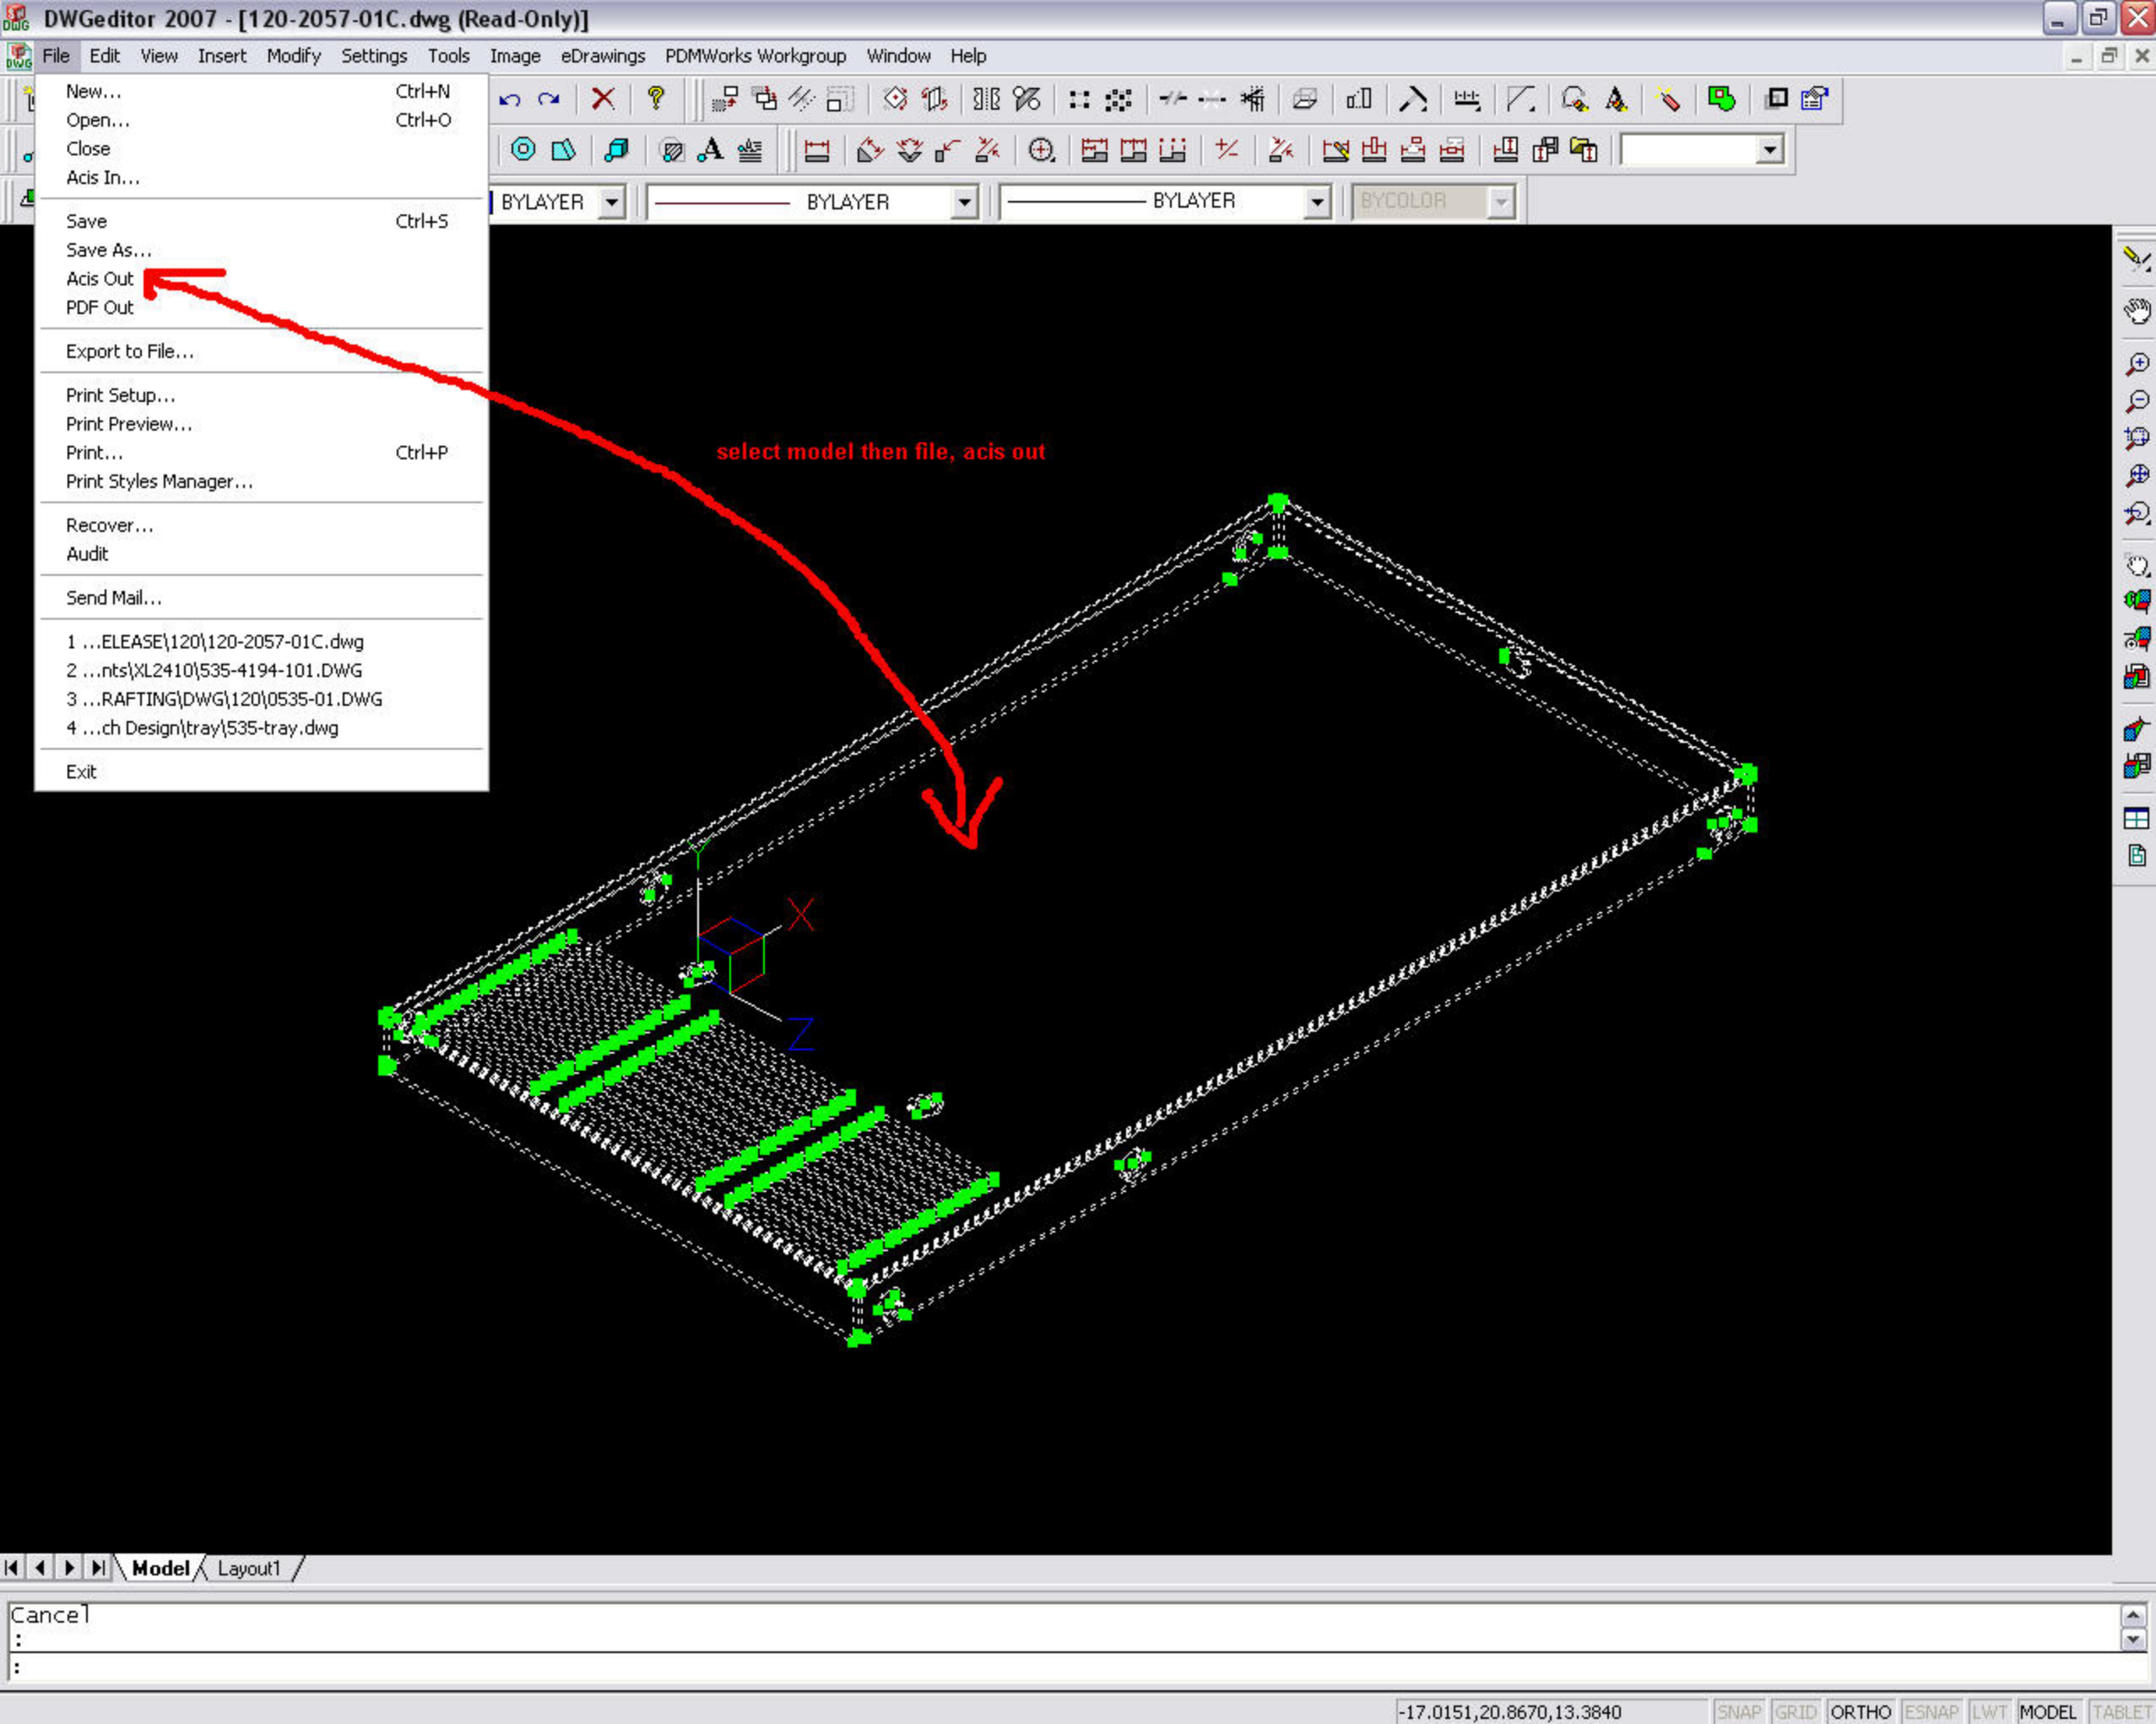 DWGeditor 2007 - [120-2057-01C.dwg (Read-Only)]
File Edit View Insert Modify Settings Tools Image eDrawings PDMWorks Workgroup Window Help
New... Ctrl+N
Open... Ctrl+O
Close
Acis In...
BYLAYER BYLAYER BYLAYER BYCOLOR
Save Ctrl+S
Save As...
Acis Out
PDF Out
Export to File...
Print Setup...
Print Preview...
Print... Ctrl+P
Print Styles Manager...
Recover...
Audit
Send Mail...
1 ...ELEASE\120\120-2057-01C.dwg
2 ...nts\XL2410\535-4194-101.DWG
3 ...RAFTING\DWG\120\0535-01.DWG
4 ...ch Design\tray\535-tray.dwg
Exit
select model then file, acis out
Y
X
Z
Model Layout1
Cancel
:
:
-17.0151,20.8670,13.3840 SNAP GRID ORTHO ESNAP LWT MODEL TABLET